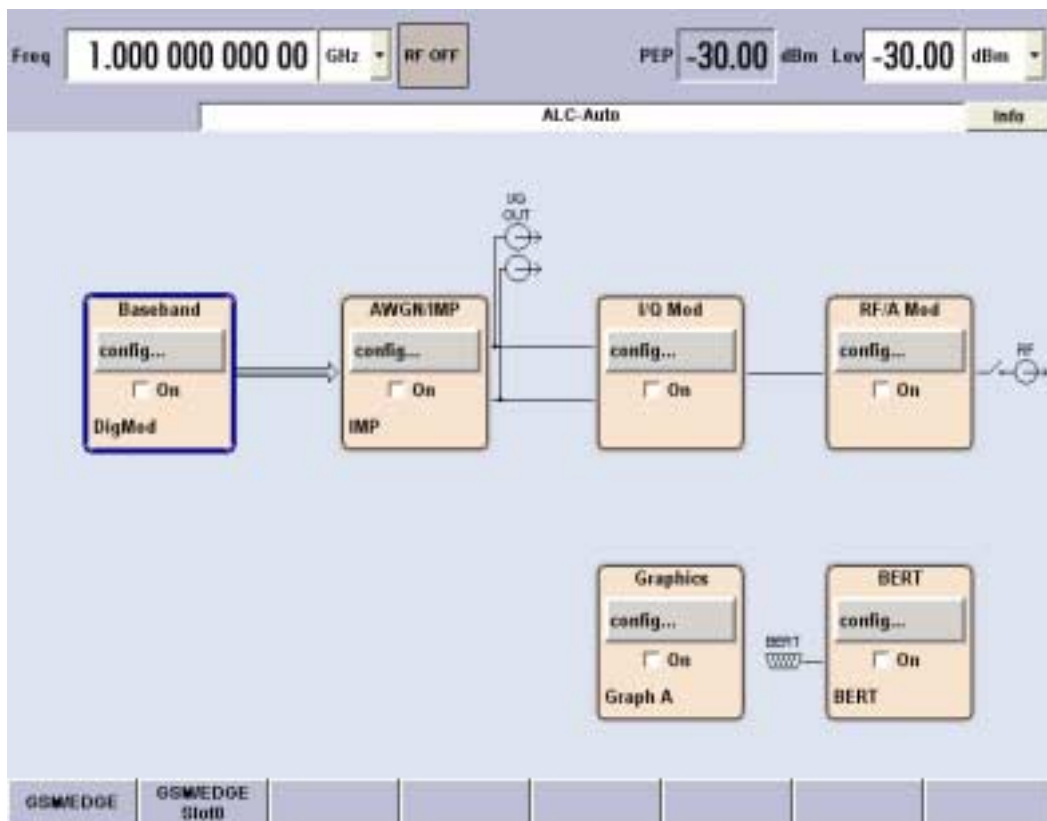 Freq 1.000 000 000 00 GHz RF OFF PEP -30.00 dBm Lev -30.00 dBm
ALC-Auto Info
I/Q
OUT
Baseband AWGN/IMP I/Q Mod RF/A Mod
config... config... config... config...
RF
On On On On
DigMod IMP
Graphics BERT
config... config...
BERT
On On
Graph A BERT
GSM/EDGE GSM/EDGE
Slot0